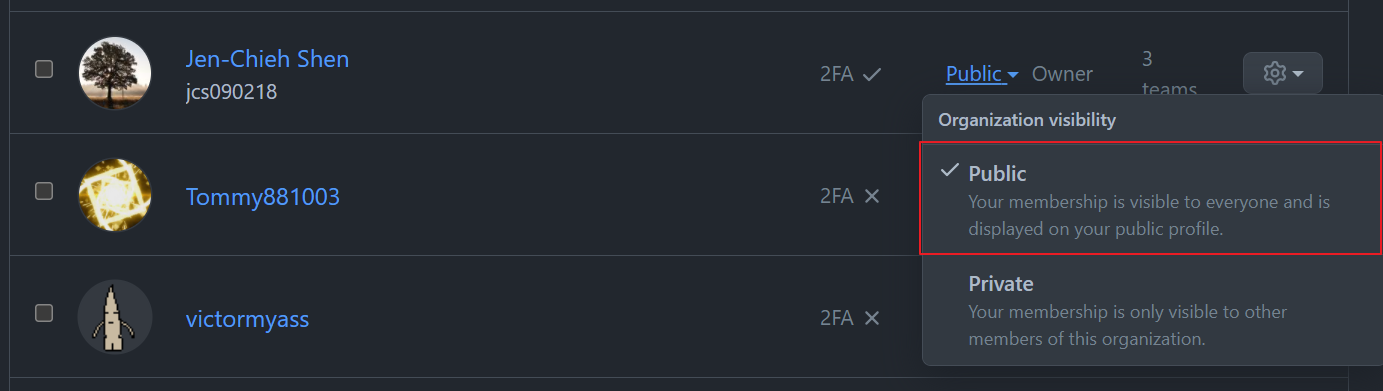 Jen-Chieh Shen
jcs090218
2FA
Public
Owner
3
teams
Organization visibility
Public
Your membership is visible to everyone and is
displayed on your public profile.
Private
Your membership is only visible to other
members of this organization.
Tommy881003
2FA
victormyass
2FA